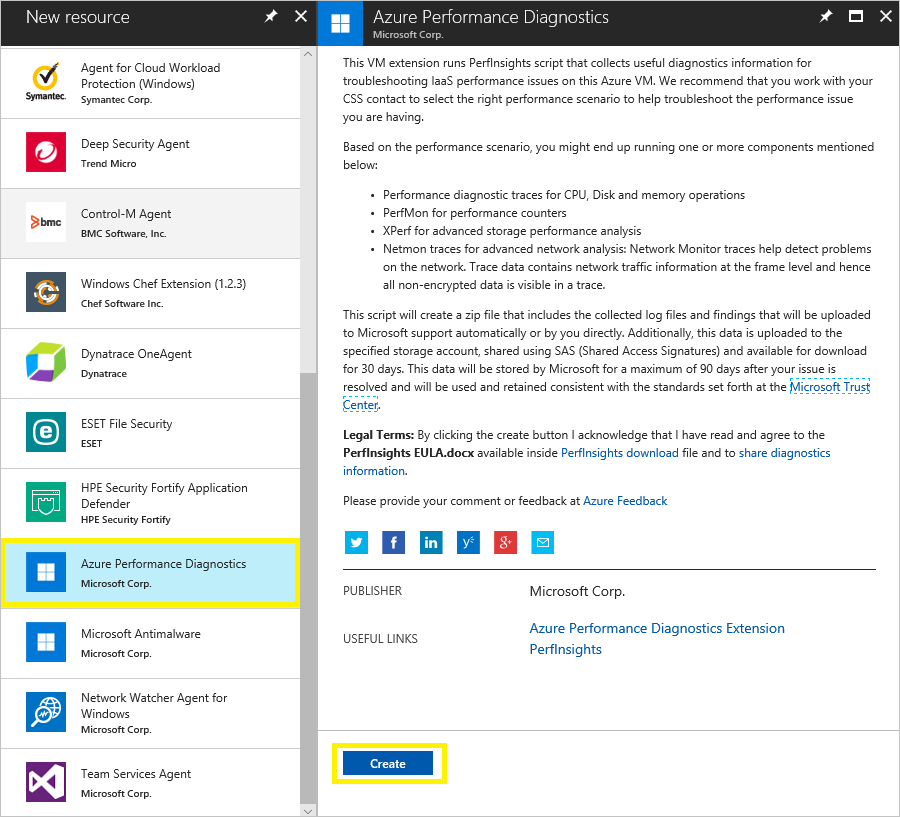 New resource
Symantec.
Agent for Cloud Workload
Protection (Windows)
Symantec Corp.
Deep Security Agent
Trend Micro
bmc
Control-M Agent
BMC Software, Inc.
Windows Chef Extension (1.2.3)
Chef Software Inc.
Dynatrace OneAgent
Dynatrace
e
ESET File Security
ESET
HPE Security Fortify Application
Defender
HPE Security Fortify
Azure Performance Diagnostics
Microsoft Corp.
Microsoft Antimalware
Microsoft Corp.
Network Watcher Agent for
Windows
Microsoft Corp.
Team Services Agent
Microsoft Corp.
Azure Performance Diagnostics
Microsoft Corp.
This VM extension runs PerfInsights script that collects useful diagnostics information for
troubleshooting IaaS performance issues on this Azure VM. We recommend that you work with your
CSS contact to select the right performance scenario to help troubleshoot the performance issue
you are having.
Based on the performance scenario, you might end up running one or more components mentioned
below:
• Performance diagnostic traces for CPU, Disk and memory operations
• PerfMon for performance counters
• XPerf for advanced storage performance analysis
• Netmon traces for advanced network analysis: Network Monitor traces help detect problems
on the network. Trace data contains network traffic information at the frame level and hence
all non-encrypted data is visible in a trace.
This script will create a zip file that includes the collected log files and findings that will be uploaded
to Microsoft support automatically or by you directly. Additionally, this data is uploaded to the
specified storage account, shared using SAS (Shared Access Signatures) and available for download
for 30 days. This data will be stored by Microsoft for a maximum of 90 days after your issue is
resolved and will be used and retained consistent with the standards set forth at the Microsoft Trust
Center.
Legal Terms: By clicking the create button I acknowledge that I have read and agree to the
PerfInsights EULA.docx available inside PerfInsights download file and to share diagnostics
information.
Please provide your comment or feedback at Azure Feedback
f in y g+
PUBLISHER
Microsoft Corp.
USEFUL LINKS
Azure Performance Diagnostics Extension
PerfInsights
Create